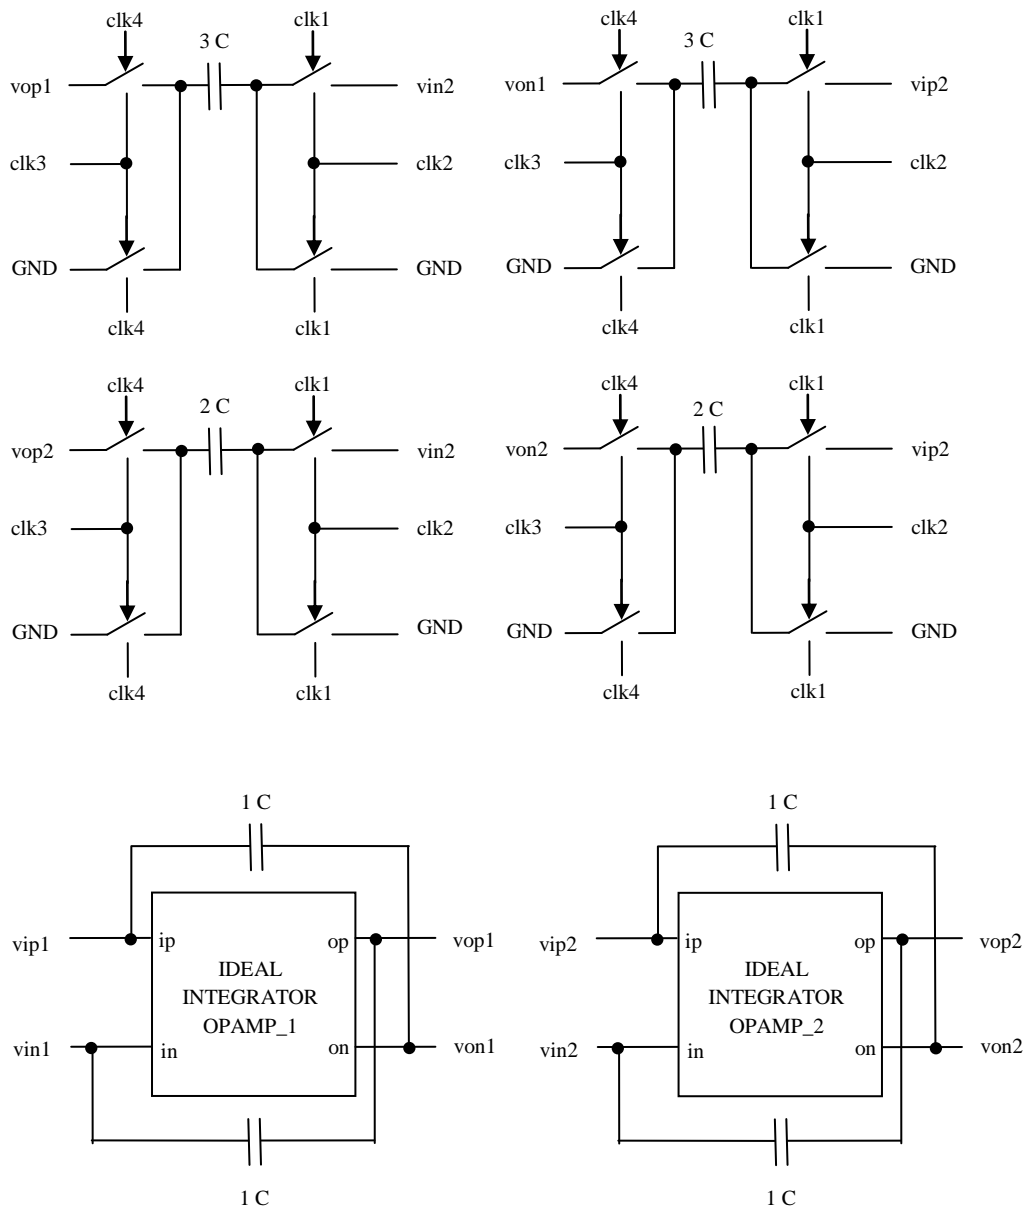 clk4 clk1 clk4 clk1
3 C 3 C
vop1 vin2 von1 vip2
clk3 clk2 clk3 clk2
GND GND GND GND
clk4 clk1 clk4 clk1
clk4 clk1 clk4 clk1
2 C 2 C
vop2 vin2 von2 vip2
clk3 clk2 clk3 clk2
GND GND GND GND
clk4 clk1 clk4 clk1
1 C 1 C
vip1 ip op vop1 vip2 ip op vop2
IDEAL IDEAL
INTEGRATOR INTEGRATOR
OPAMP_1 OPAMP_2
vin1 in on von1 vin2 in on von2
1 C 1 C